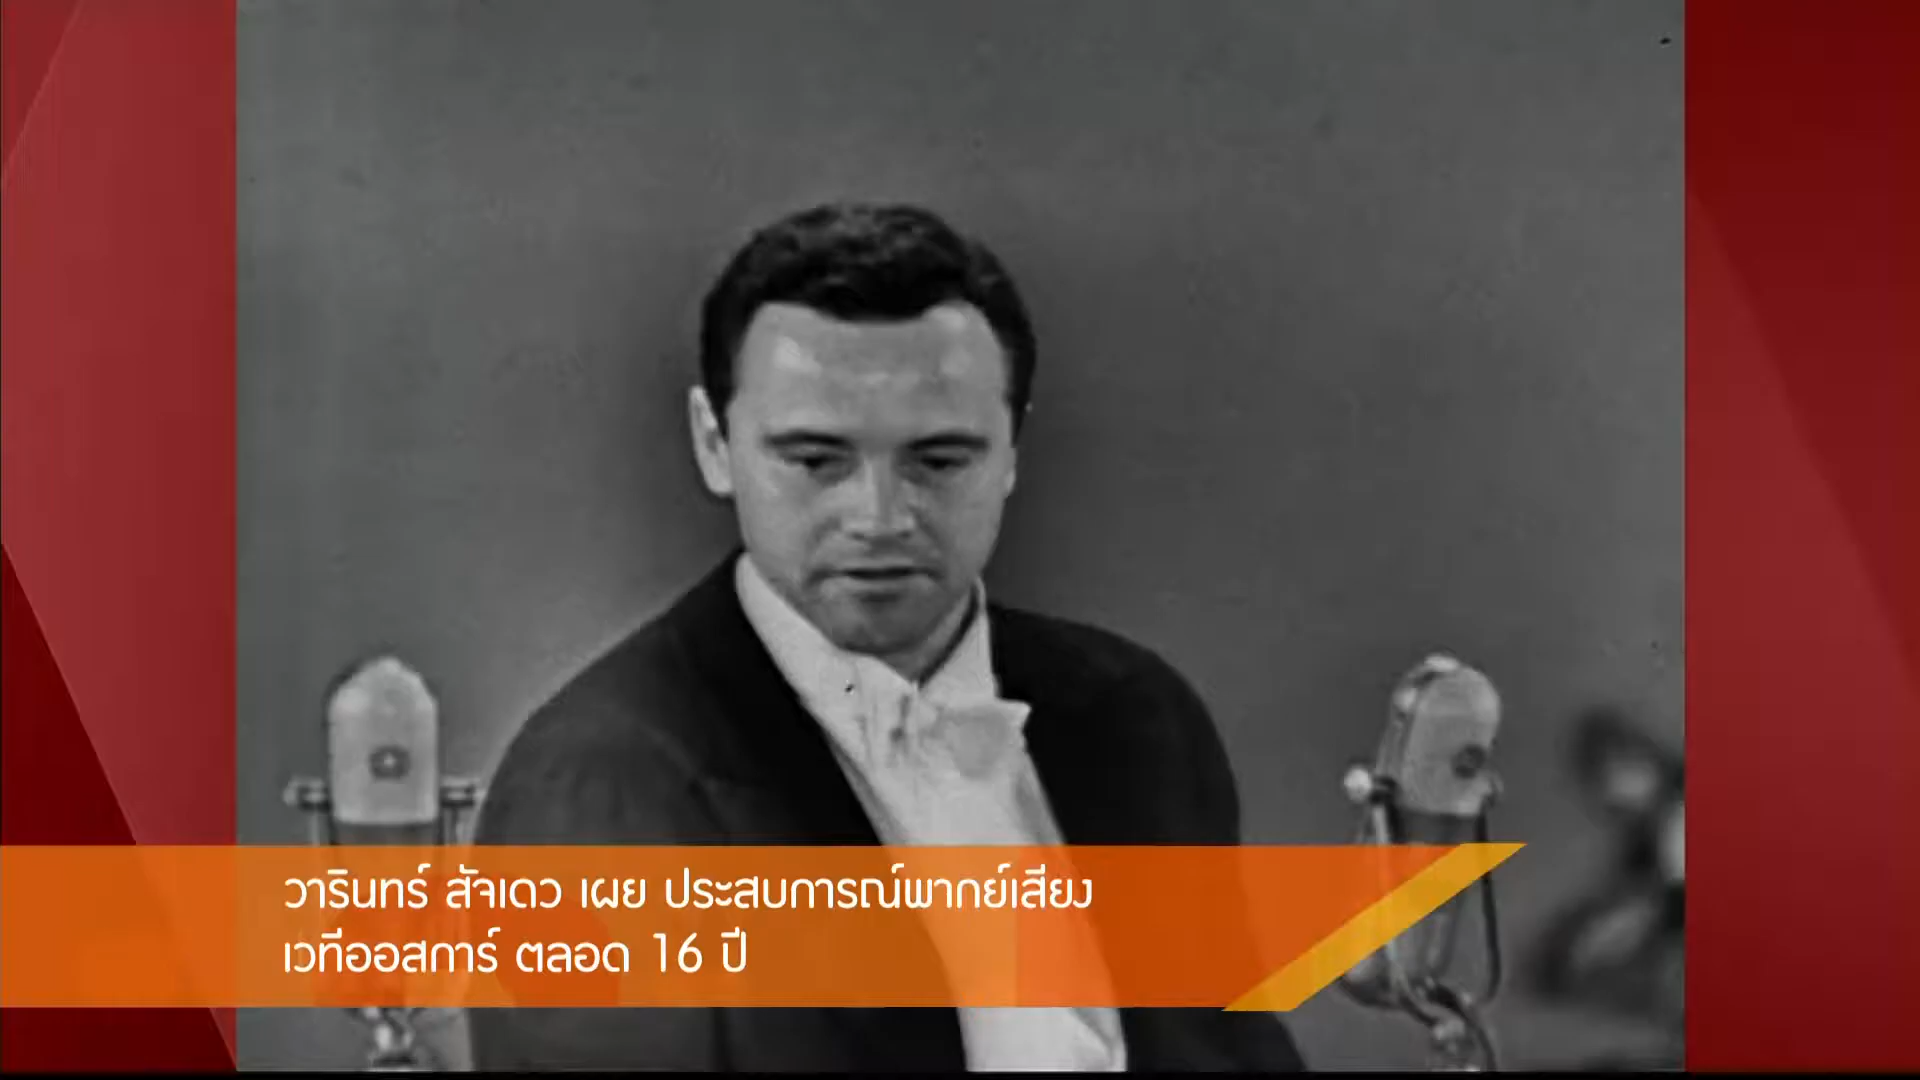 วารินทร์ สัจเดว เผย ประสบการณ์พากย์เสียง
เวทีออสการ์ ตลอด 16 ปี